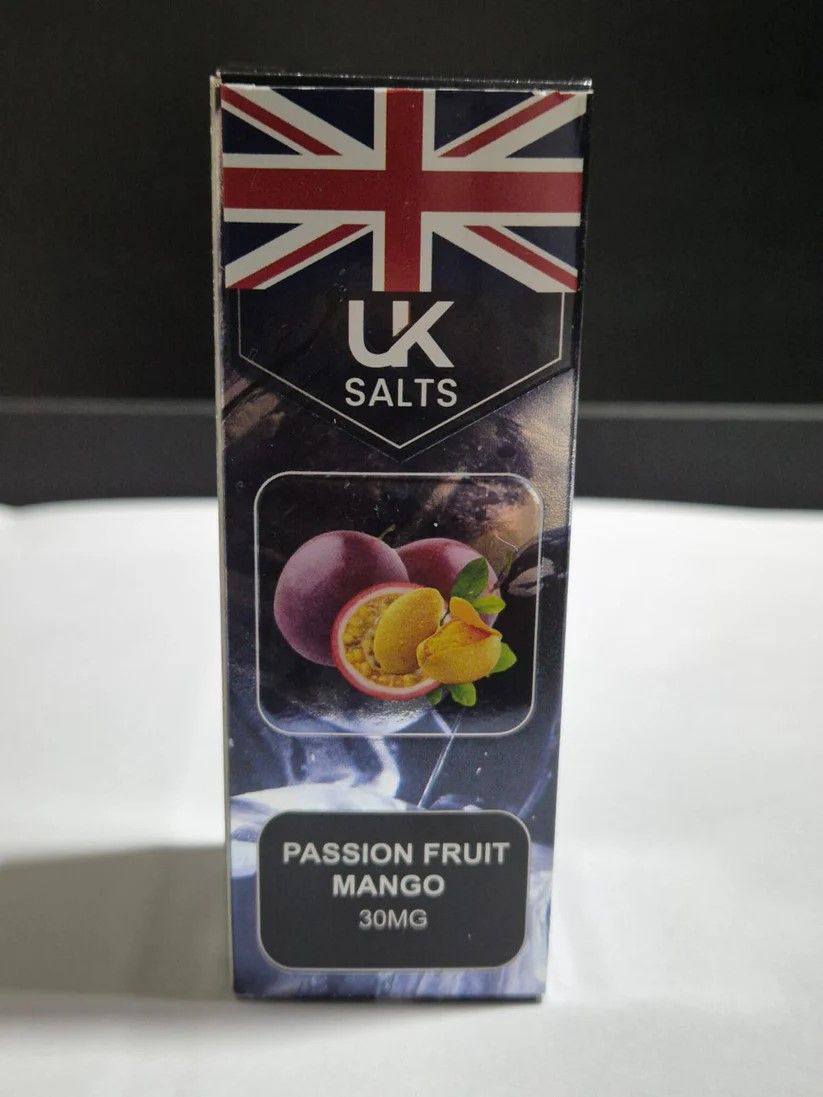 UK
SALTS
PASSION FRUIT
MANGO
30MG